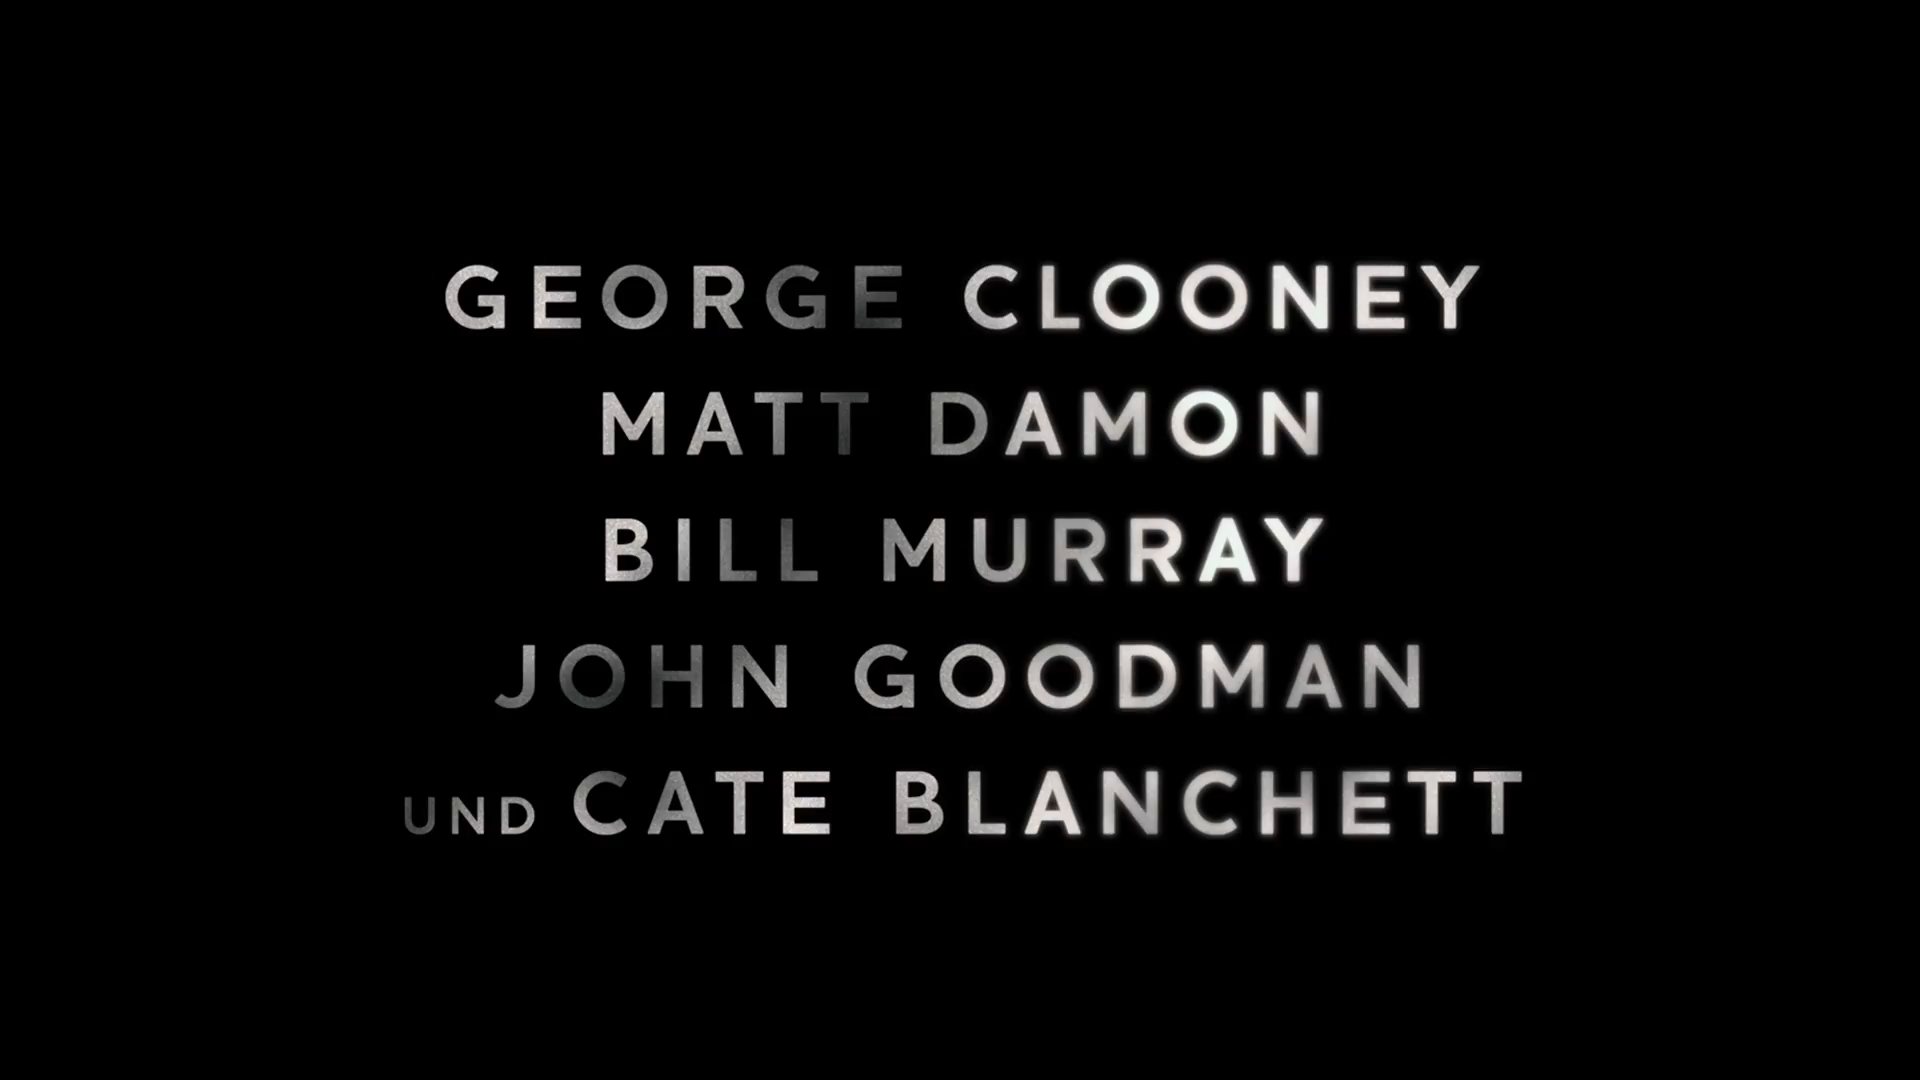 GEORGE CLOONEY
MATT DAMON
BILL MURRAY
JOHN GOODMAN
UND CATE BLANCHETT